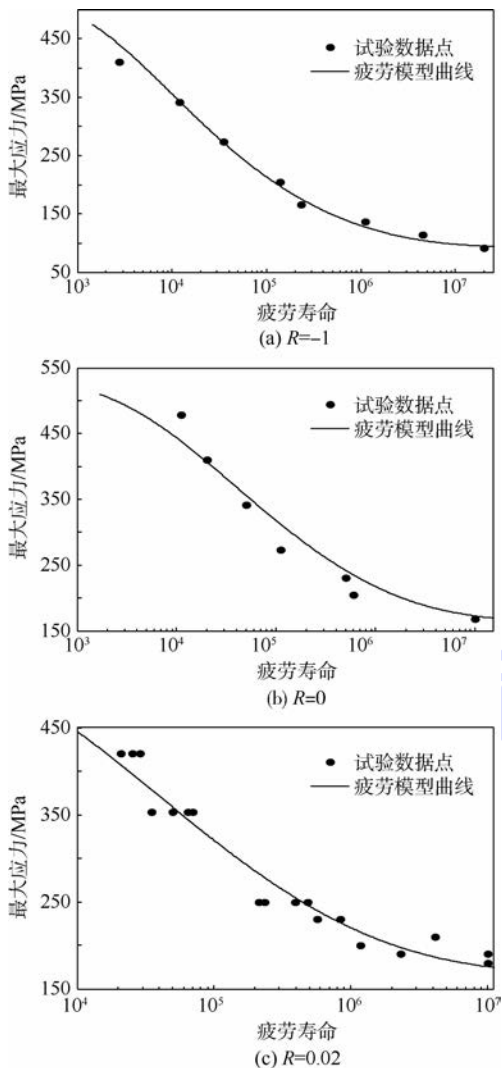 450
350
250
150
50
最大应力/MPa
试验数据点
疲劳模型曲线
10³ 10⁴ 10⁵ 10⁶ 10⁷
疲劳寿命
(a) R=–1
550
450
350
250
150
最大应力/MPa
试验数据点
疲劳模型曲线
10³ 10⁴ 10⁵ 10⁶ 10⁷
疲劳寿命
(b) R=0
450
350
250
150
最大应力/MPa
试验数据点
疲劳模型曲线
10⁴ 10⁵ 10⁶ 10⁷
疲劳寿命
(c) R=0.02